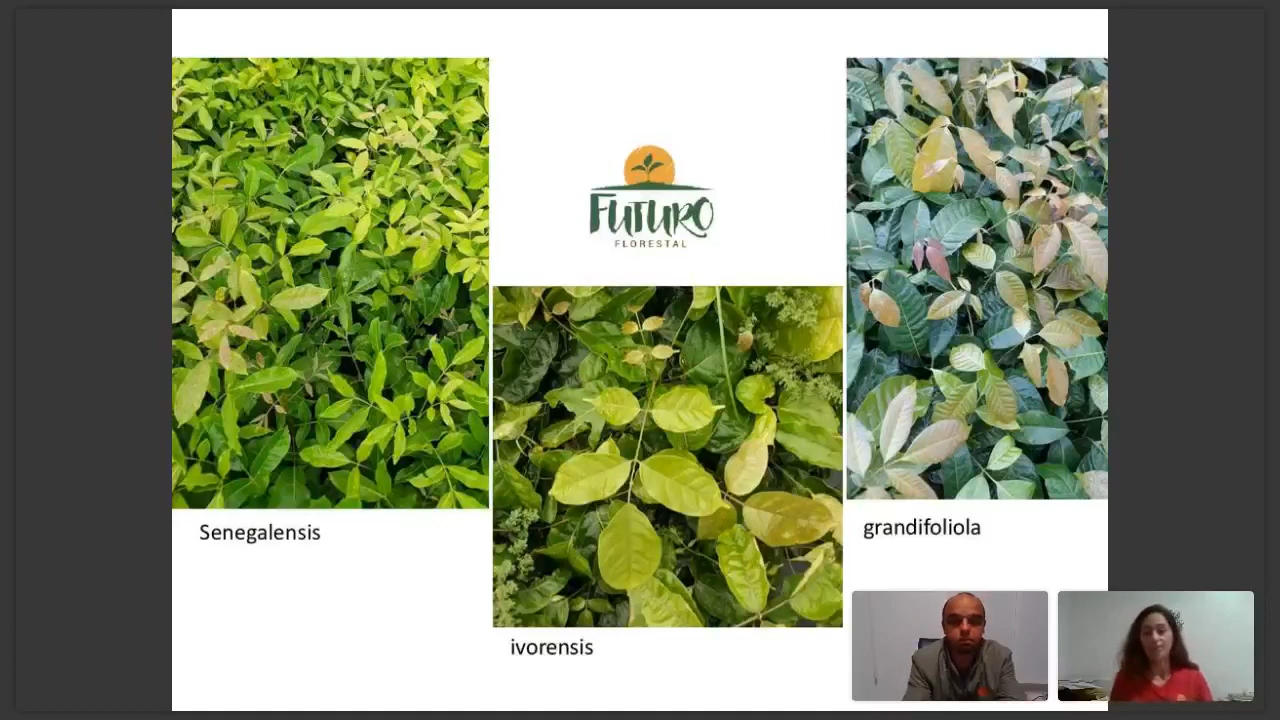 FUTURO
FLORESTAL
Senegalensis
grandifoliola
ivorensis